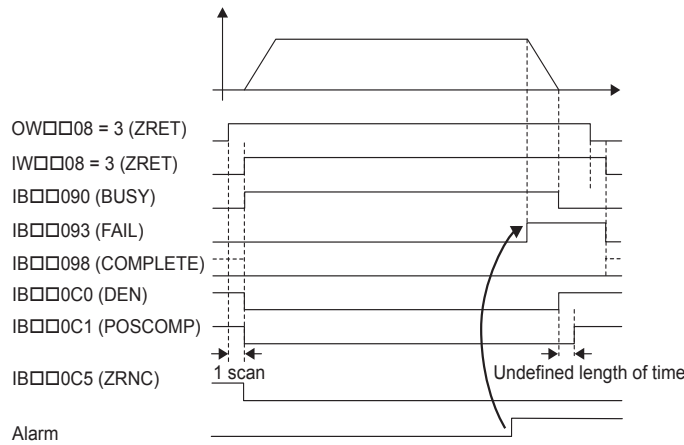 OW□□08 = 3 (ZRET)
IW□□08 = 3 (ZRET)
IB□□090 (BUSY)
IB□□093 (FAIL)
IB□□098 (COMPLETE)
IB□□0C0 (DEN)
IB□□0C1 (POSCOMP)
1 scan
Undefined length of time
IB□□0C5 (ZRNC)
Alarm